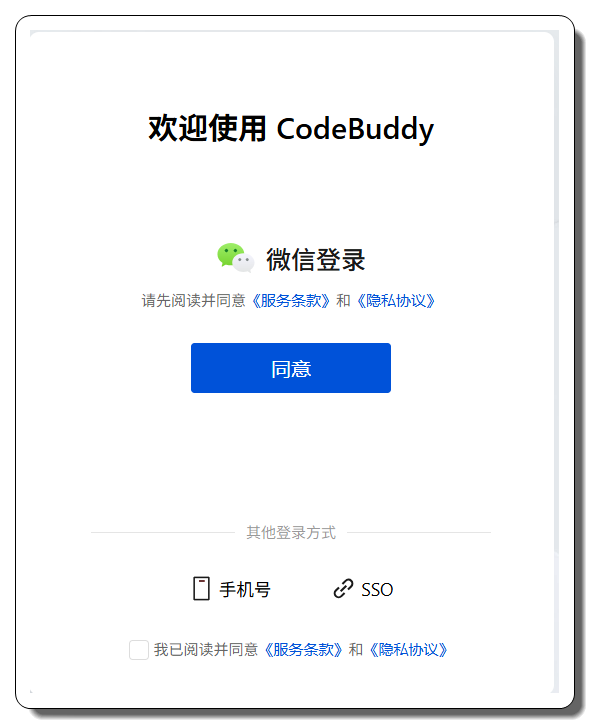 欢迎使用 CodeBuddy
微信登录
请先阅读并同意《服务条款》和《隐私协议》
同意
其他登录方式
手机号 SSO
我已阅读并同意《服务条款》和《隐私协议》